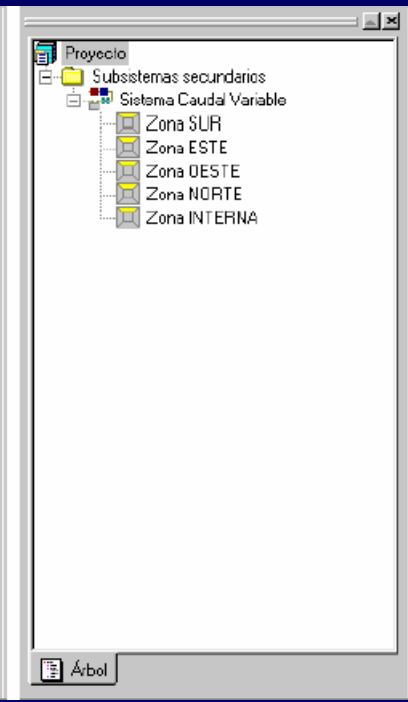 Proyecto
Subsistemas secundarios
Sistema Caudal Variable
Zona SUR
Zona ESTE
Zona OESTE
Zona NORTE
Zona INTERNA
Árbol